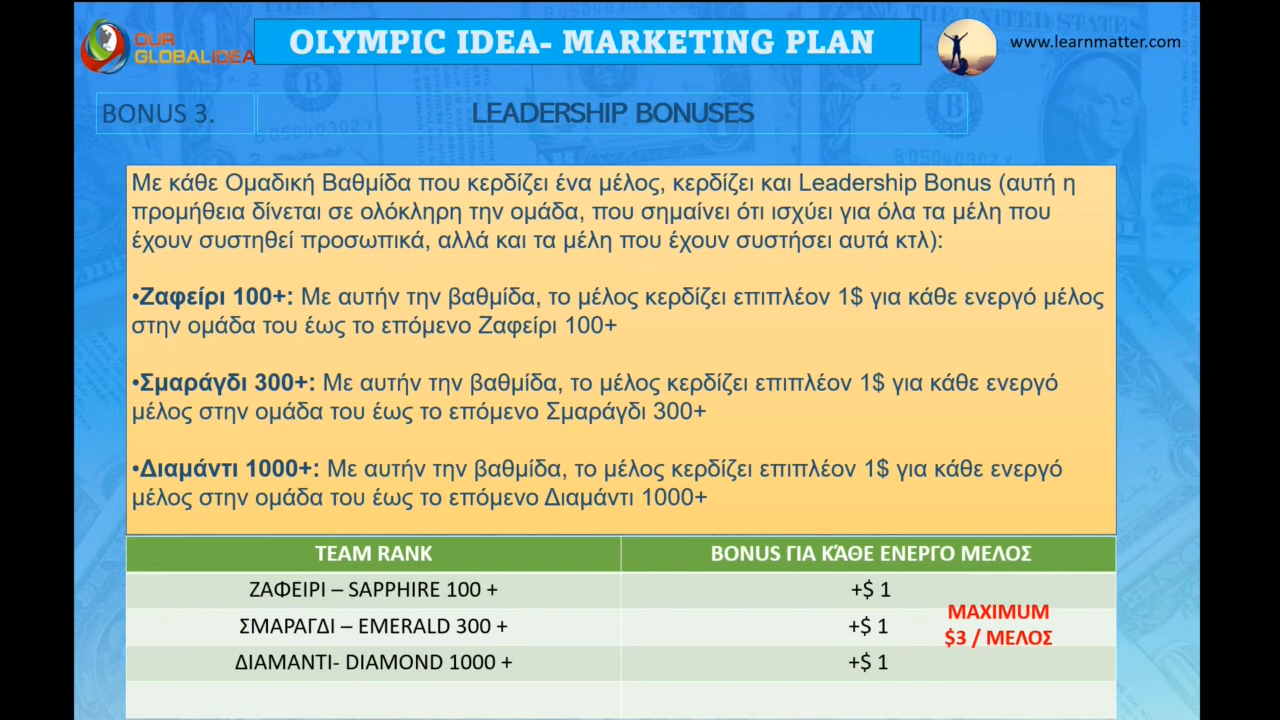 OUR
GLOBALIDEA
OLYMPIC IDEA- MARKETING PLAN
www.learnmatter.com
BONUS 3.
LEADERSHIP BONUSES
Με κάθε Ομαδική Βαθμίδα που κερδίζει ένα μέλος, κερδίζει και Leadership Bonus (αυτή η
προμήθεια δίνεται σε ολόκληρη την ομάδα, που σημαίνει ότι ισχύει για όλα τα μέλη που
έχουν συστηθεί προσωπικά, αλλά και τα μέλη που έχουν συστήσει αυτά κτλ):
•Ζαφείρι 100+: Με αυτήν την βαθμίδα, το μέλος κερδίζει επιπλέον 1$ για κάθε ενεργό μέλος
στην ομάδα του έως το επόμενο Ζαφείρι 100+
•Σμαράγδι 300+: Με αυτήν την βαθμίδα, το μέλος κερδίζει επιπλέον 1$ για κάθε ενεργό
μέλος στην ομάδα του έως το επόμενο Σμαράγδι 300+
•Διαμάντι 1000+: Με αυτήν την βαθμίδα, το μέλος κερδίζει επιπλέον 1$ για κάθε ενεργό
μέλος στην ομάδα του έως το επόμενο Διαμάντι 1000+
TEAM RANK BONUS ΓΙΑ ΚΆΘΕ ΕΝΕΡΓΟ ΜΕΛΟΣ
ΖΑΦΕΙΡΙ – SAPPHIRE 100 + +$ 1
ΣΜΑΡΑΓΔΙ – EMERALD 300 + +$ 1
ΔΙΑΜΑΝΤΙ- DIAMOND 1000 + +$ 1
MAXIMUM
$3 / ΜΕΛΟΣ